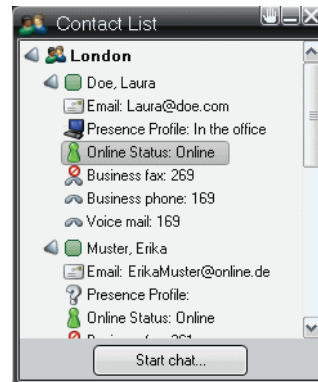 Contact List
London
Doe, Laura
Email: Laura@doe.com
Presence Profile: In the office
Online Status: Online
Business fax: 269
Business phone: 169
Voice mail: 169
Muster, Erika
Email: ErikaMuster@online.de
Presence Profile:
Online Status: Online
Start chat...